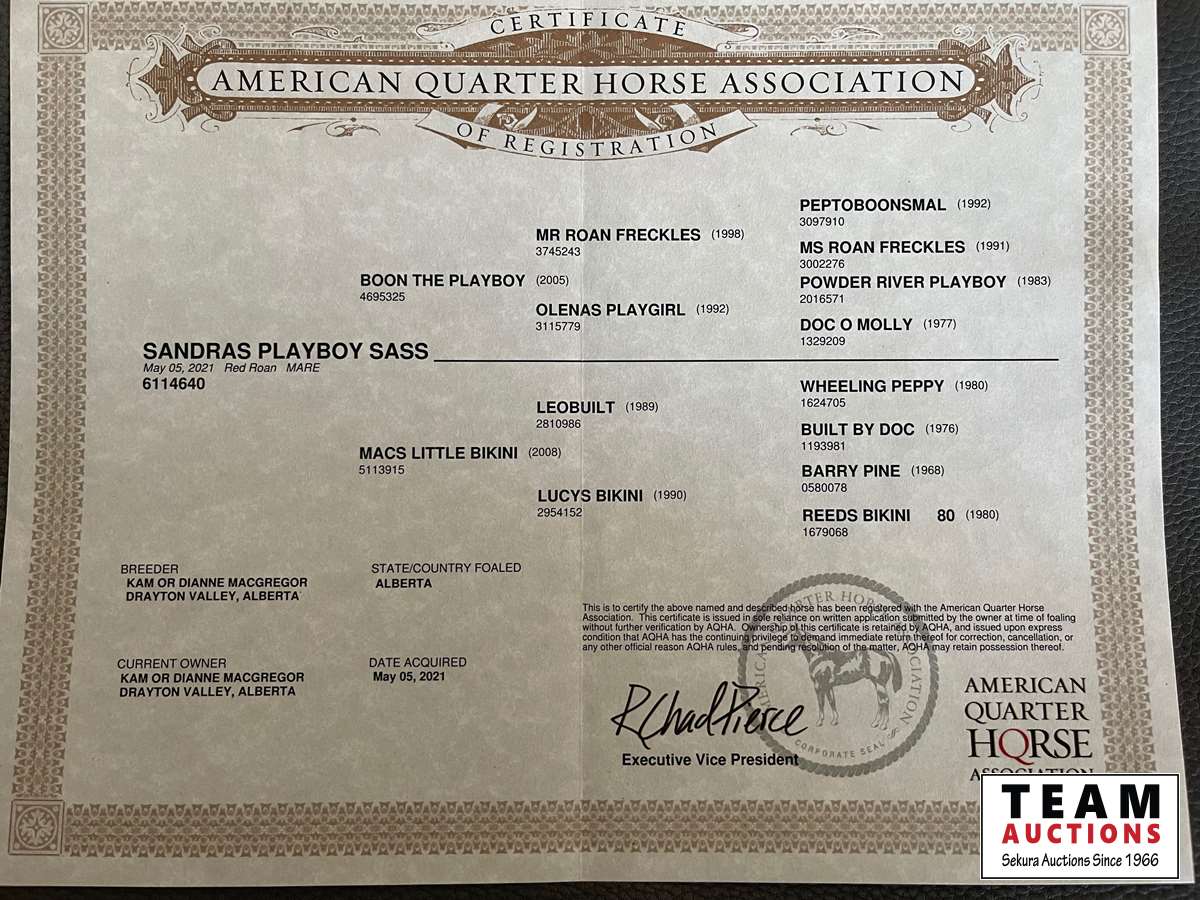 CERTIFICATE
AMERICAN QUARTER HORSE ASSOCIATION
OF REGISTRATION
PEPTOBOONSMAL (1992)
3097910
MR ROAN FRECKLES (1998)
3745243
MS ROAN FRECKLES (1991)
3002276
BOON THE PLAYBOY (2005)
4695325
POWDER RIVER PLAYBOY (1983)
2016571
OLENAS PLAYGIRL (1992)
3115779
DOC O MOLLY (1977)
1329209
SANDRAS PLAYBOY SASS
May 05, 2021 Red Roan MARE
6114640
WHEELING PEPPY (1980)
1624705
LEOBUILT (1989)
2810986
BUILT BY DOC (1976)
1193981
MACS LITTLE BIKINI (2008)
5113915
BARRY PINE (1968)
0580078
LUCYS BIKINI (1990)
2954152
REEDS BIKINI 80 (1980)
1679068
BREEDER
KAM OR DIANNE MACGREGOR
DRAYTON VALLEY, ALBERTA
STATE/COUNTRY FOALED
ALBERTA
This is to certify the above named and described horse has been registered with the American Quarter Horse
Association. This certificate is issued in sole reliance on written application submitted by the owner at time of foaling
without further verification by AQHA. Ownership of this certificate is retained by AQHA, and issued upon express
condition that AQHA has the continuing privilege to demand immediate return thereof for correction, cancellation, or
any other official reason AQHA rules, and pending resolution of the matter, AQHA may retain possession thereof.
CURRENT OWNER
KAM OR DIANNE MACGREGOR
DRAYTON VALLEY, ALBERTA
DATE ACQUIRED
May 05, 2021
R Chad Pierce
Executive Vice President
AMERICAN QUARTER HORSE ASSOCIATION
CORPORATE SEAL
AMERICAN
QUARTER
HORSE
ASSOCIATION
TEAM
AUCTIONS
Sekura Auctions Since 1966